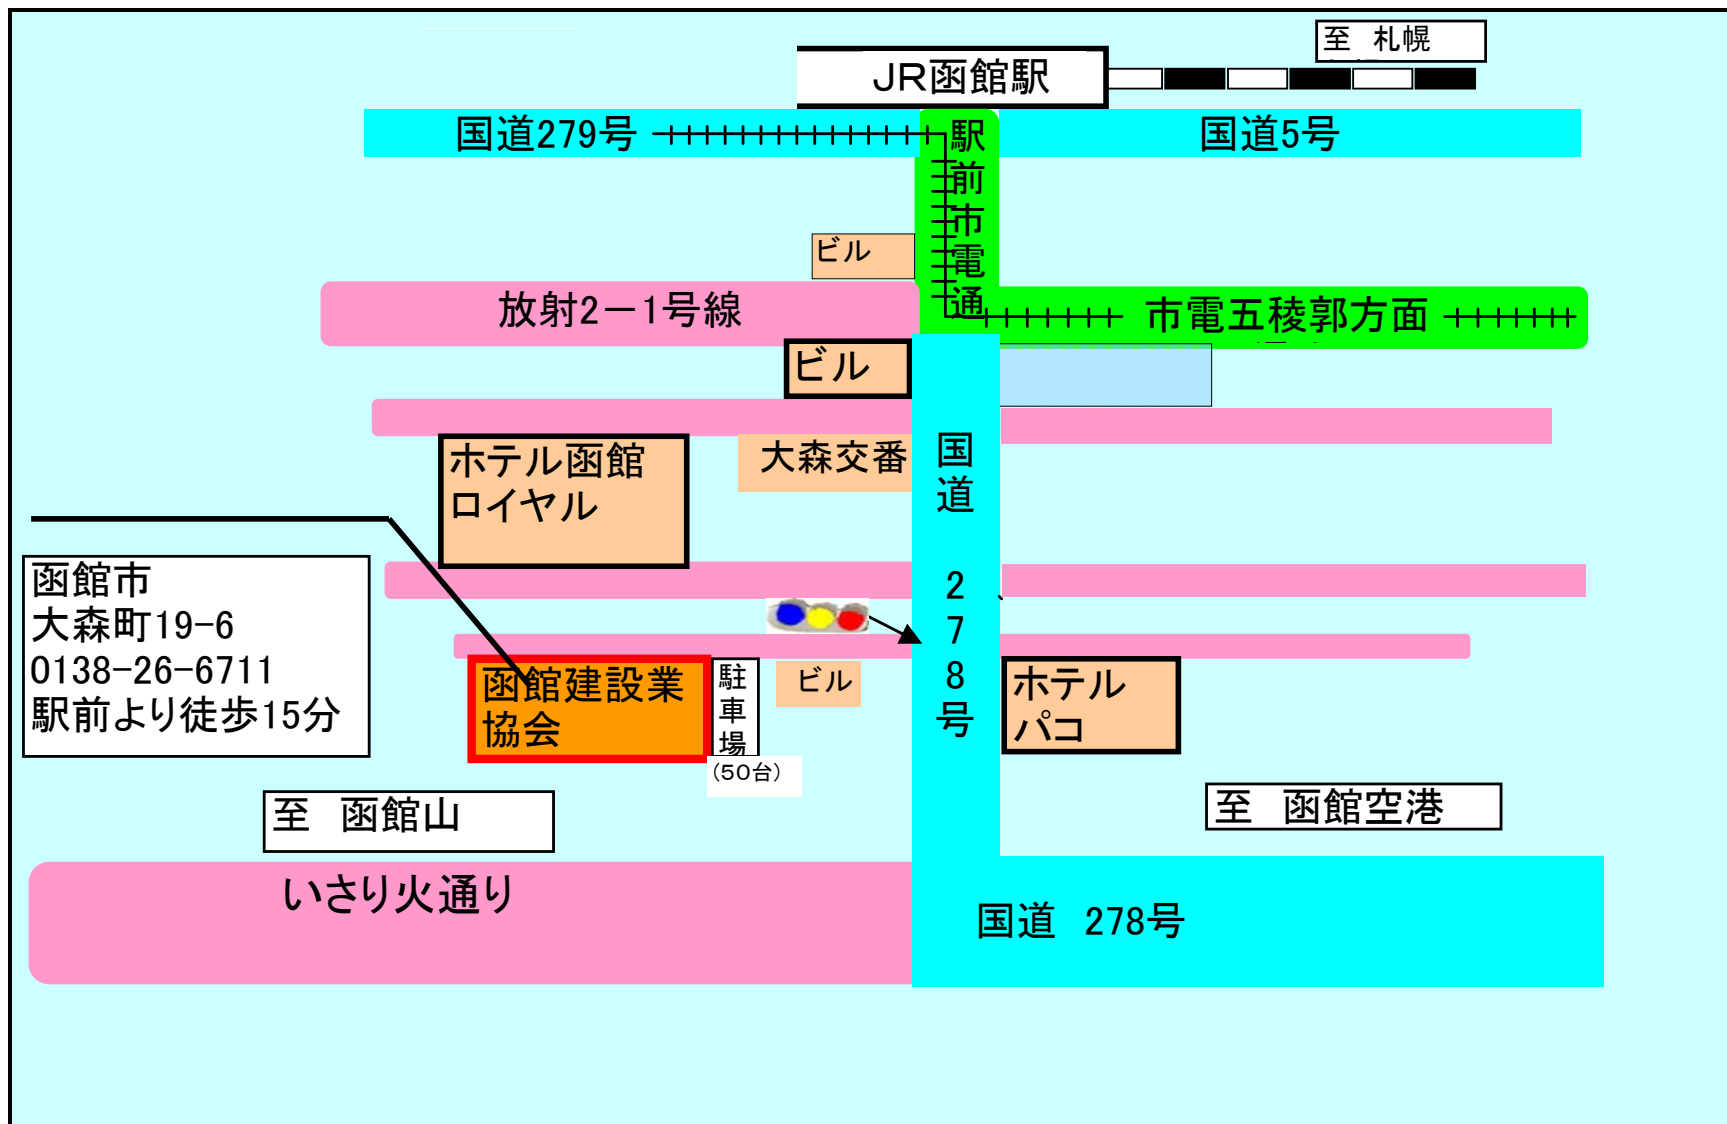 至　札幌
JR函館駅
国道279号
駅前市電通
国道5号
ビル
放射2－1号線
市電五稜郭方面
ビル
国道　278号
大森交番
ホテル函館
ロイヤル
函館市
大森町19-6
0138-26-6711
駅前より徒歩15分
函館建設業
協会
駐車場
(50台)
ビル
ホテル
パコ
至　函館山
至　函館空港
いさり火通り
国道　278号